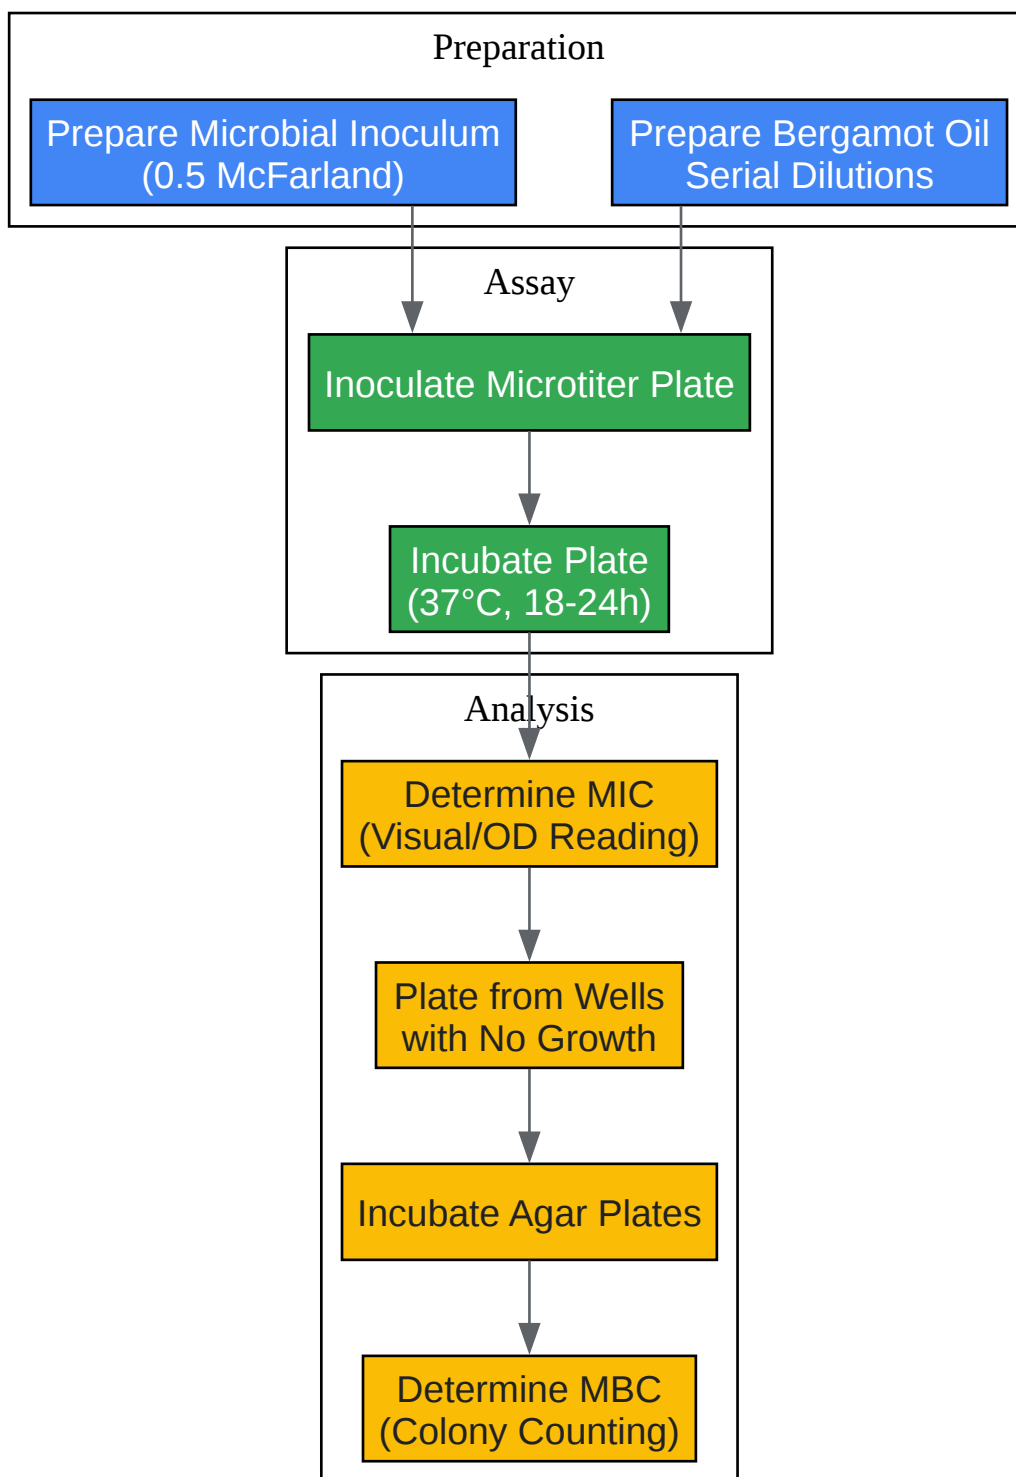 Preparation
Prepare Microbial Inoculum
(0.5 McFarland)
Prepare Bergamot Oil
Serial Dilutions
Assay
Inoculate Microtiter Plate
Incubate Plate
(37°C, 18-24h)
Analysis
Determine MIC
(Visual/OD Reading)
Plate from Wells
with No Growth
Incubate Agar Plates
Determine MBC
(Colony Counting)